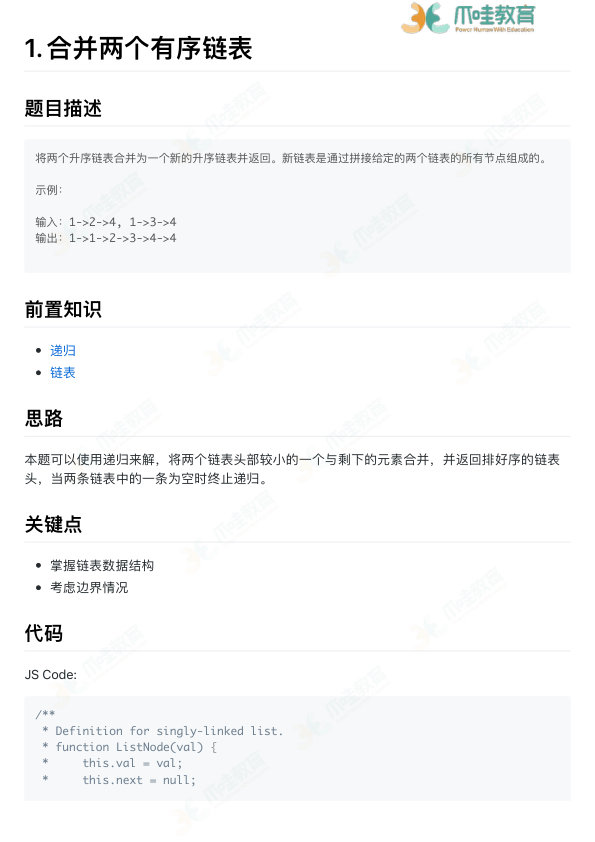 爪哇教育
Power Human With Education
1. 合并两个有序链表
题目描述
将两个升序链表合并为一个新的升序链表并返回。新链表是通过拼接给定的两个链表的所有节点组成的。
示例：
输入：1->2->4, 1->3->4
输出：1->1->2->3->4->4
前置知识
递归
链表
思路
本题可以使用递归来解，将两个链表头部较小的一个与剩下的元素合并，并返回排好序的链表
头，当两条链表中的一条为空时终止递归。
关键点
掌握链表数据结构
考虑边界情况
代码
JS Code:
/**
 * Definition for singly-linked list.
 * function ListNode(val) {
 *     this.val = val;
 *     this.next = null;